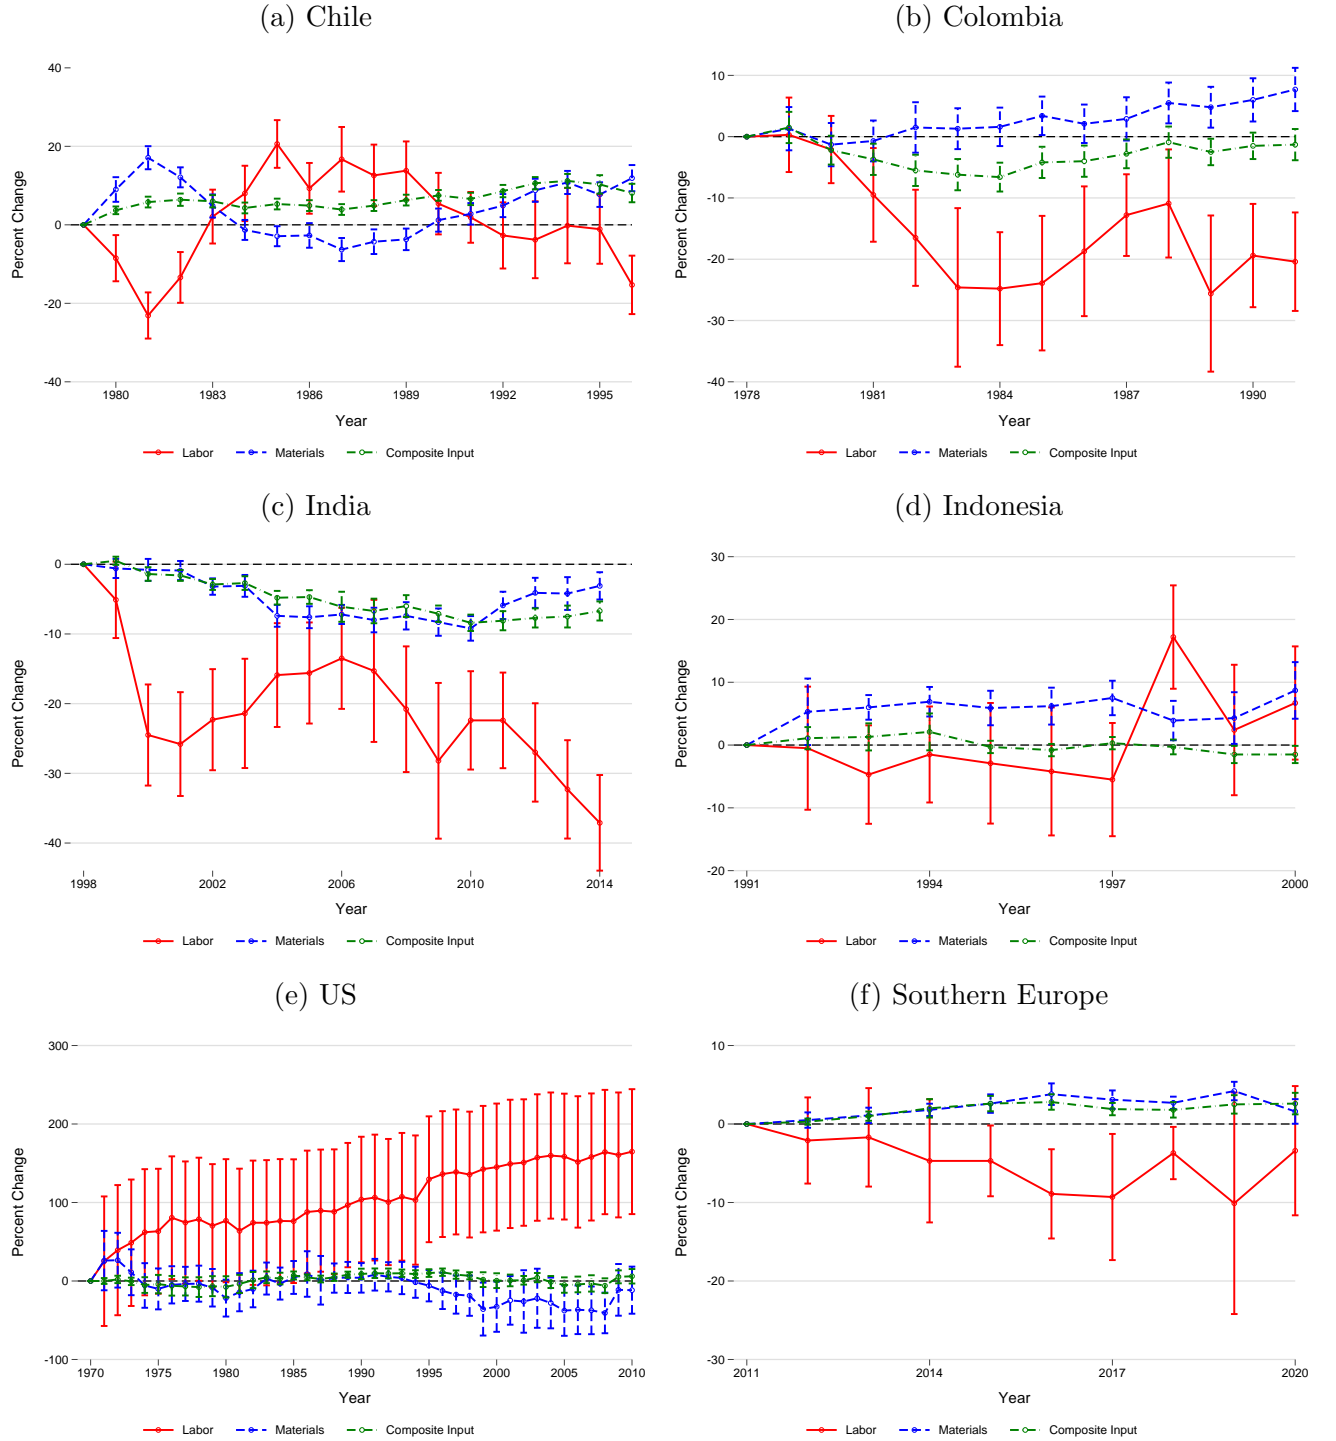 (a) Chile
(b) Colombia
40
20
0
-20
-40
Percent Change
1980 1983 1986 1989 1992 1995
Year
Labor Materials Composite Input
10
0
-10
-20
-30
-40
Percent Change
1978 1981 1984 1987 1990
Year
Labor Materials Composite Input
(c) India
(d) Indonesia
0
-10
-20
-30
-40
Percent Change
1998 2002 2006 2010 2014
Year
Labor Materials Composite Input
30
20
10
0
-10
-20
Percent Change
1991 1994 1997 2000
Year
Labor Materials Composite Input
(e) US
(f) Southern Europe
300
200
100
0
-100
Percent Change
1970 1975 1980 1985 1990 1995 2000 2005 2010
Year
Labor Materials Composite Input
10
0
-10
-20
-30
Percent Change
2011 2014 2017 2020
Year
Labor Materials Composite Input